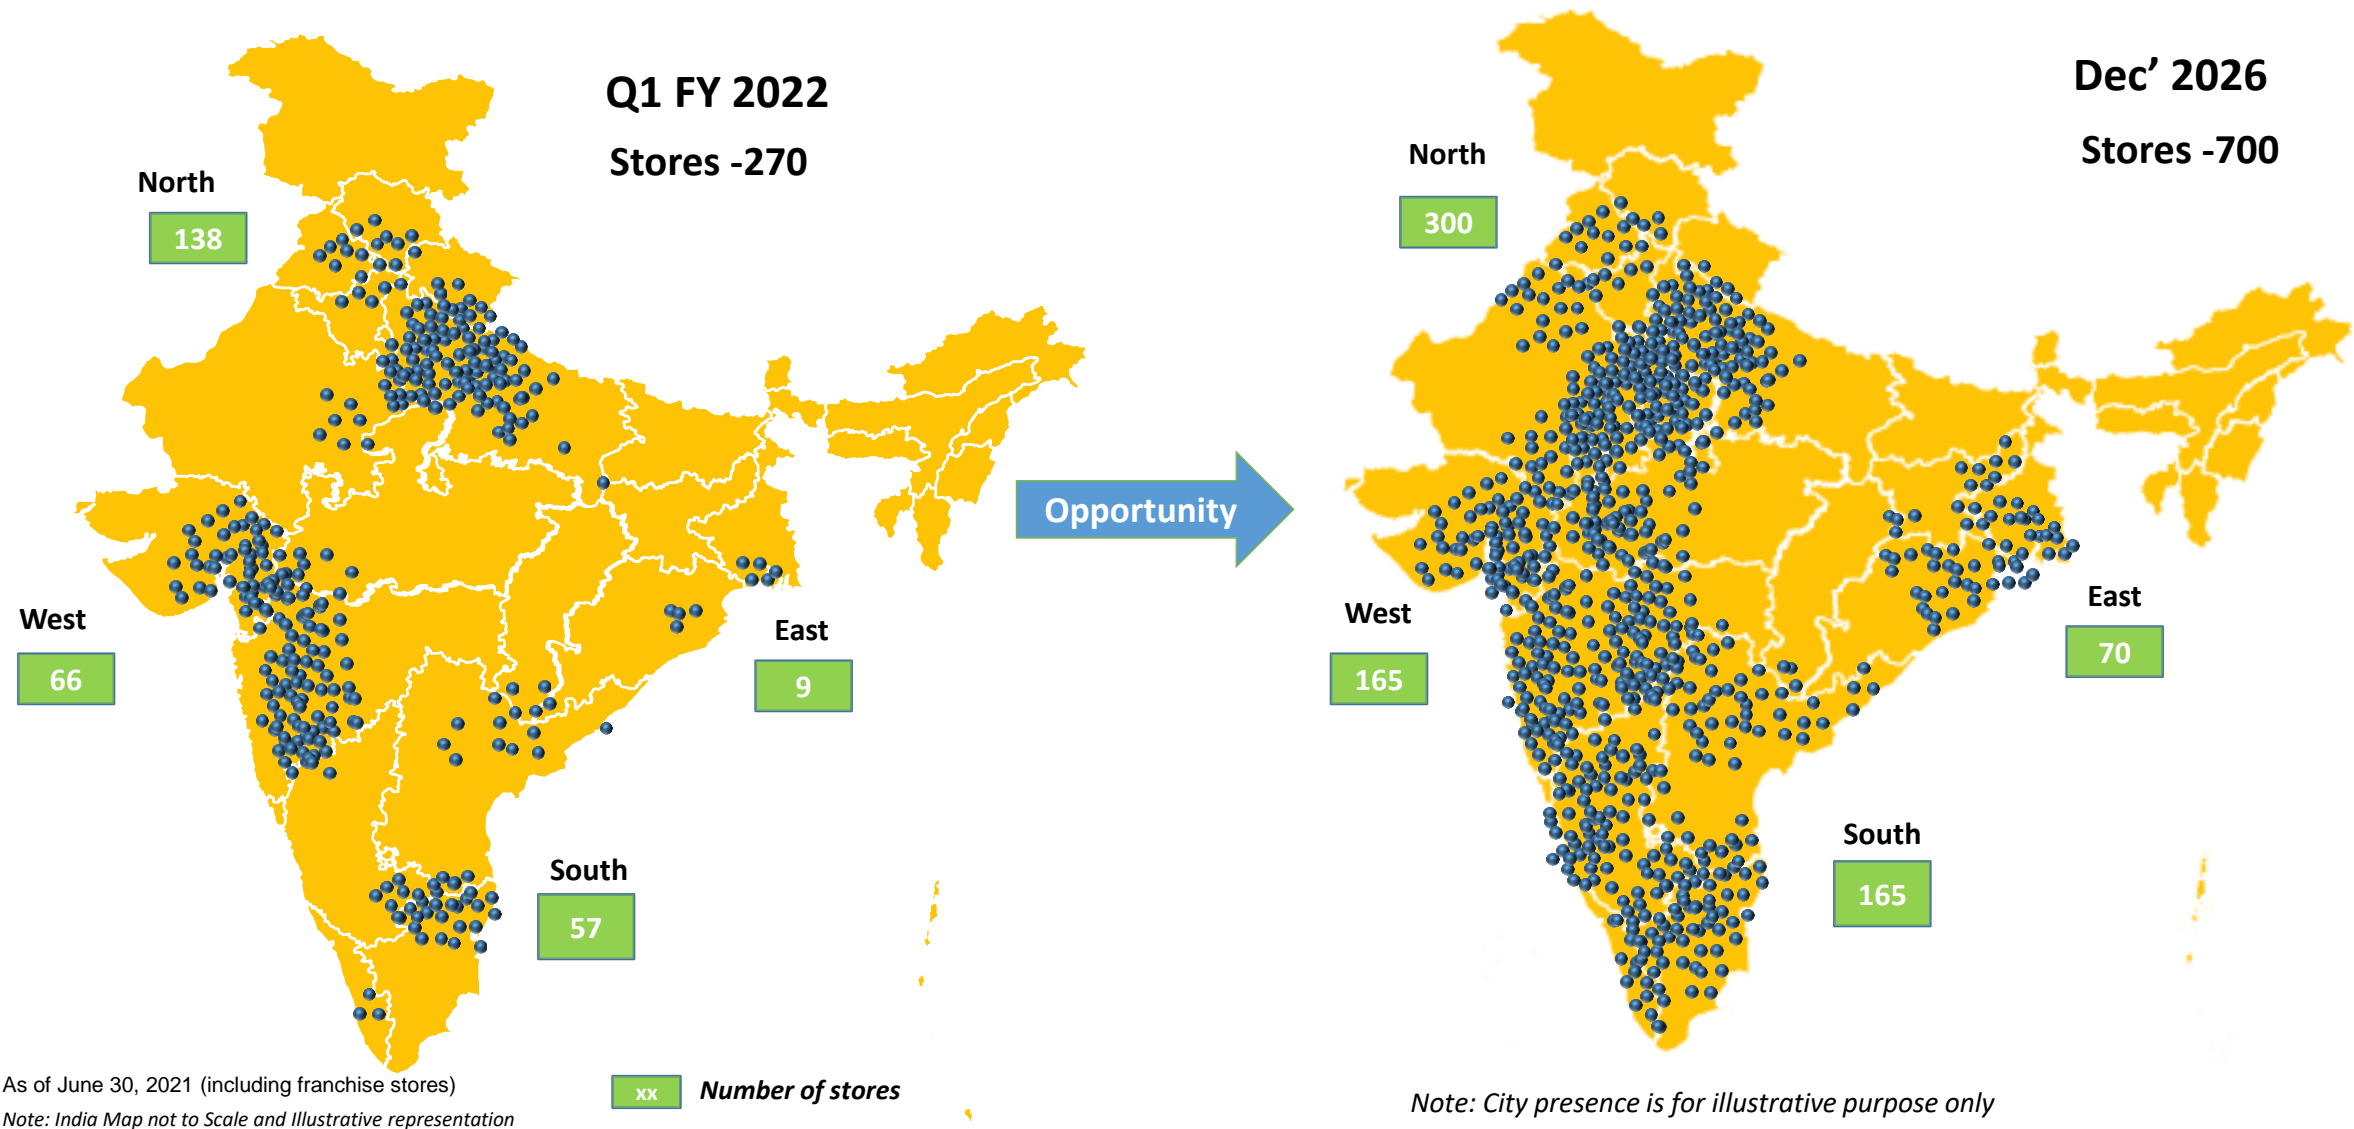 Q1 FY 2022
Stores -270
North
138
West
66
East
9
South
57
As of June 30, 2021 (including franchise stores)
Note: India Map not to Scale and Illustrative representation
xx Number of stores
Opportunity
Dec’ 2026
Stores -700
North
300
West
165
East
70
South
165
Note: City presence is for illustrative purpose only